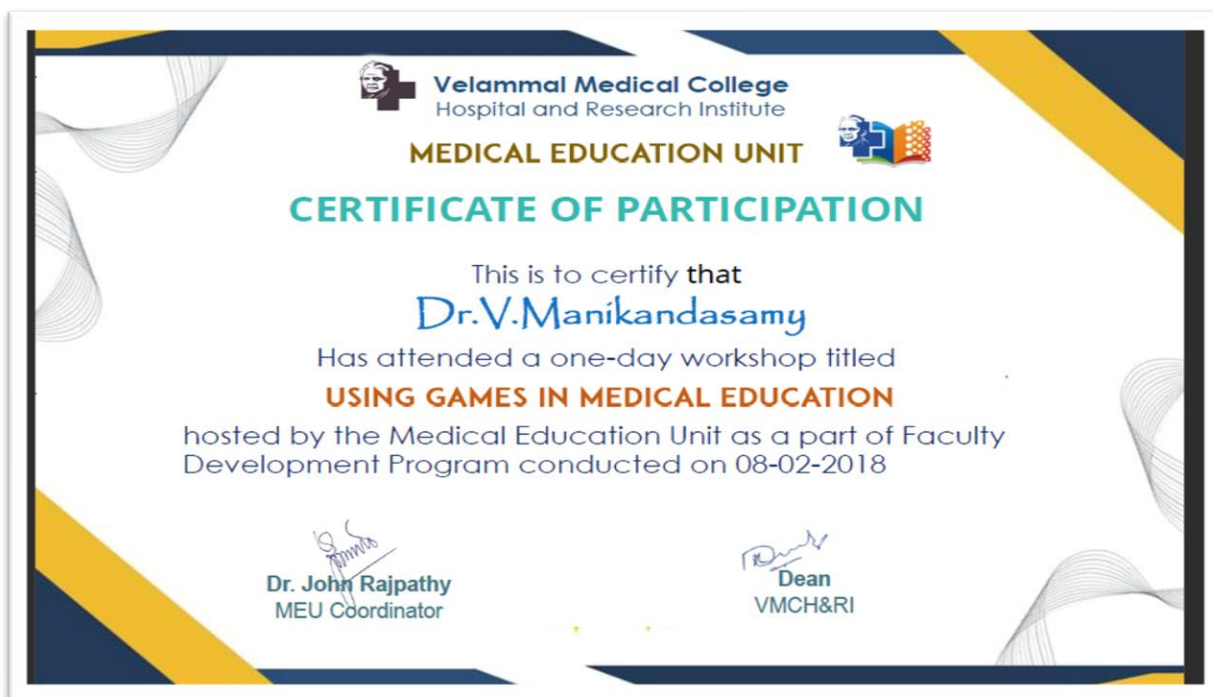 Velammal Medical College
Hospital and Research Institute
MEDICAL EDUCATION UNIT
CERTIFICATE OF PARTICIPATION
This is to certify that
Dr.V.Manikandasamy
Has attended a one-day workshop titled
USING GAMES IN MEDICAL EDUCATION
hosted by the Medical Education Unit as a part of Faculty
Development Program conducted on 08-02-2018
Dr. John Rajpathy
MEU Coordinator
Dean
VMCH&RI